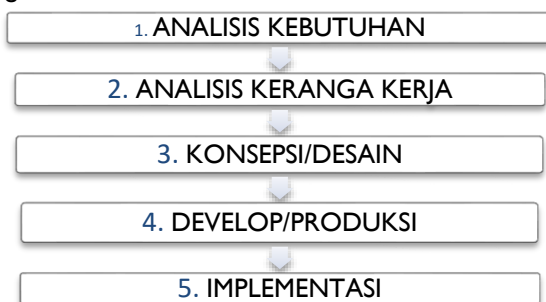 1. ANALISIS KEBUTUHAN
2. ANALISIS KERANGA KERJA
3. KONSEPSI/DESAIN
4. DEVELOP/PRODUKSI
5. IMPLEMENTASI